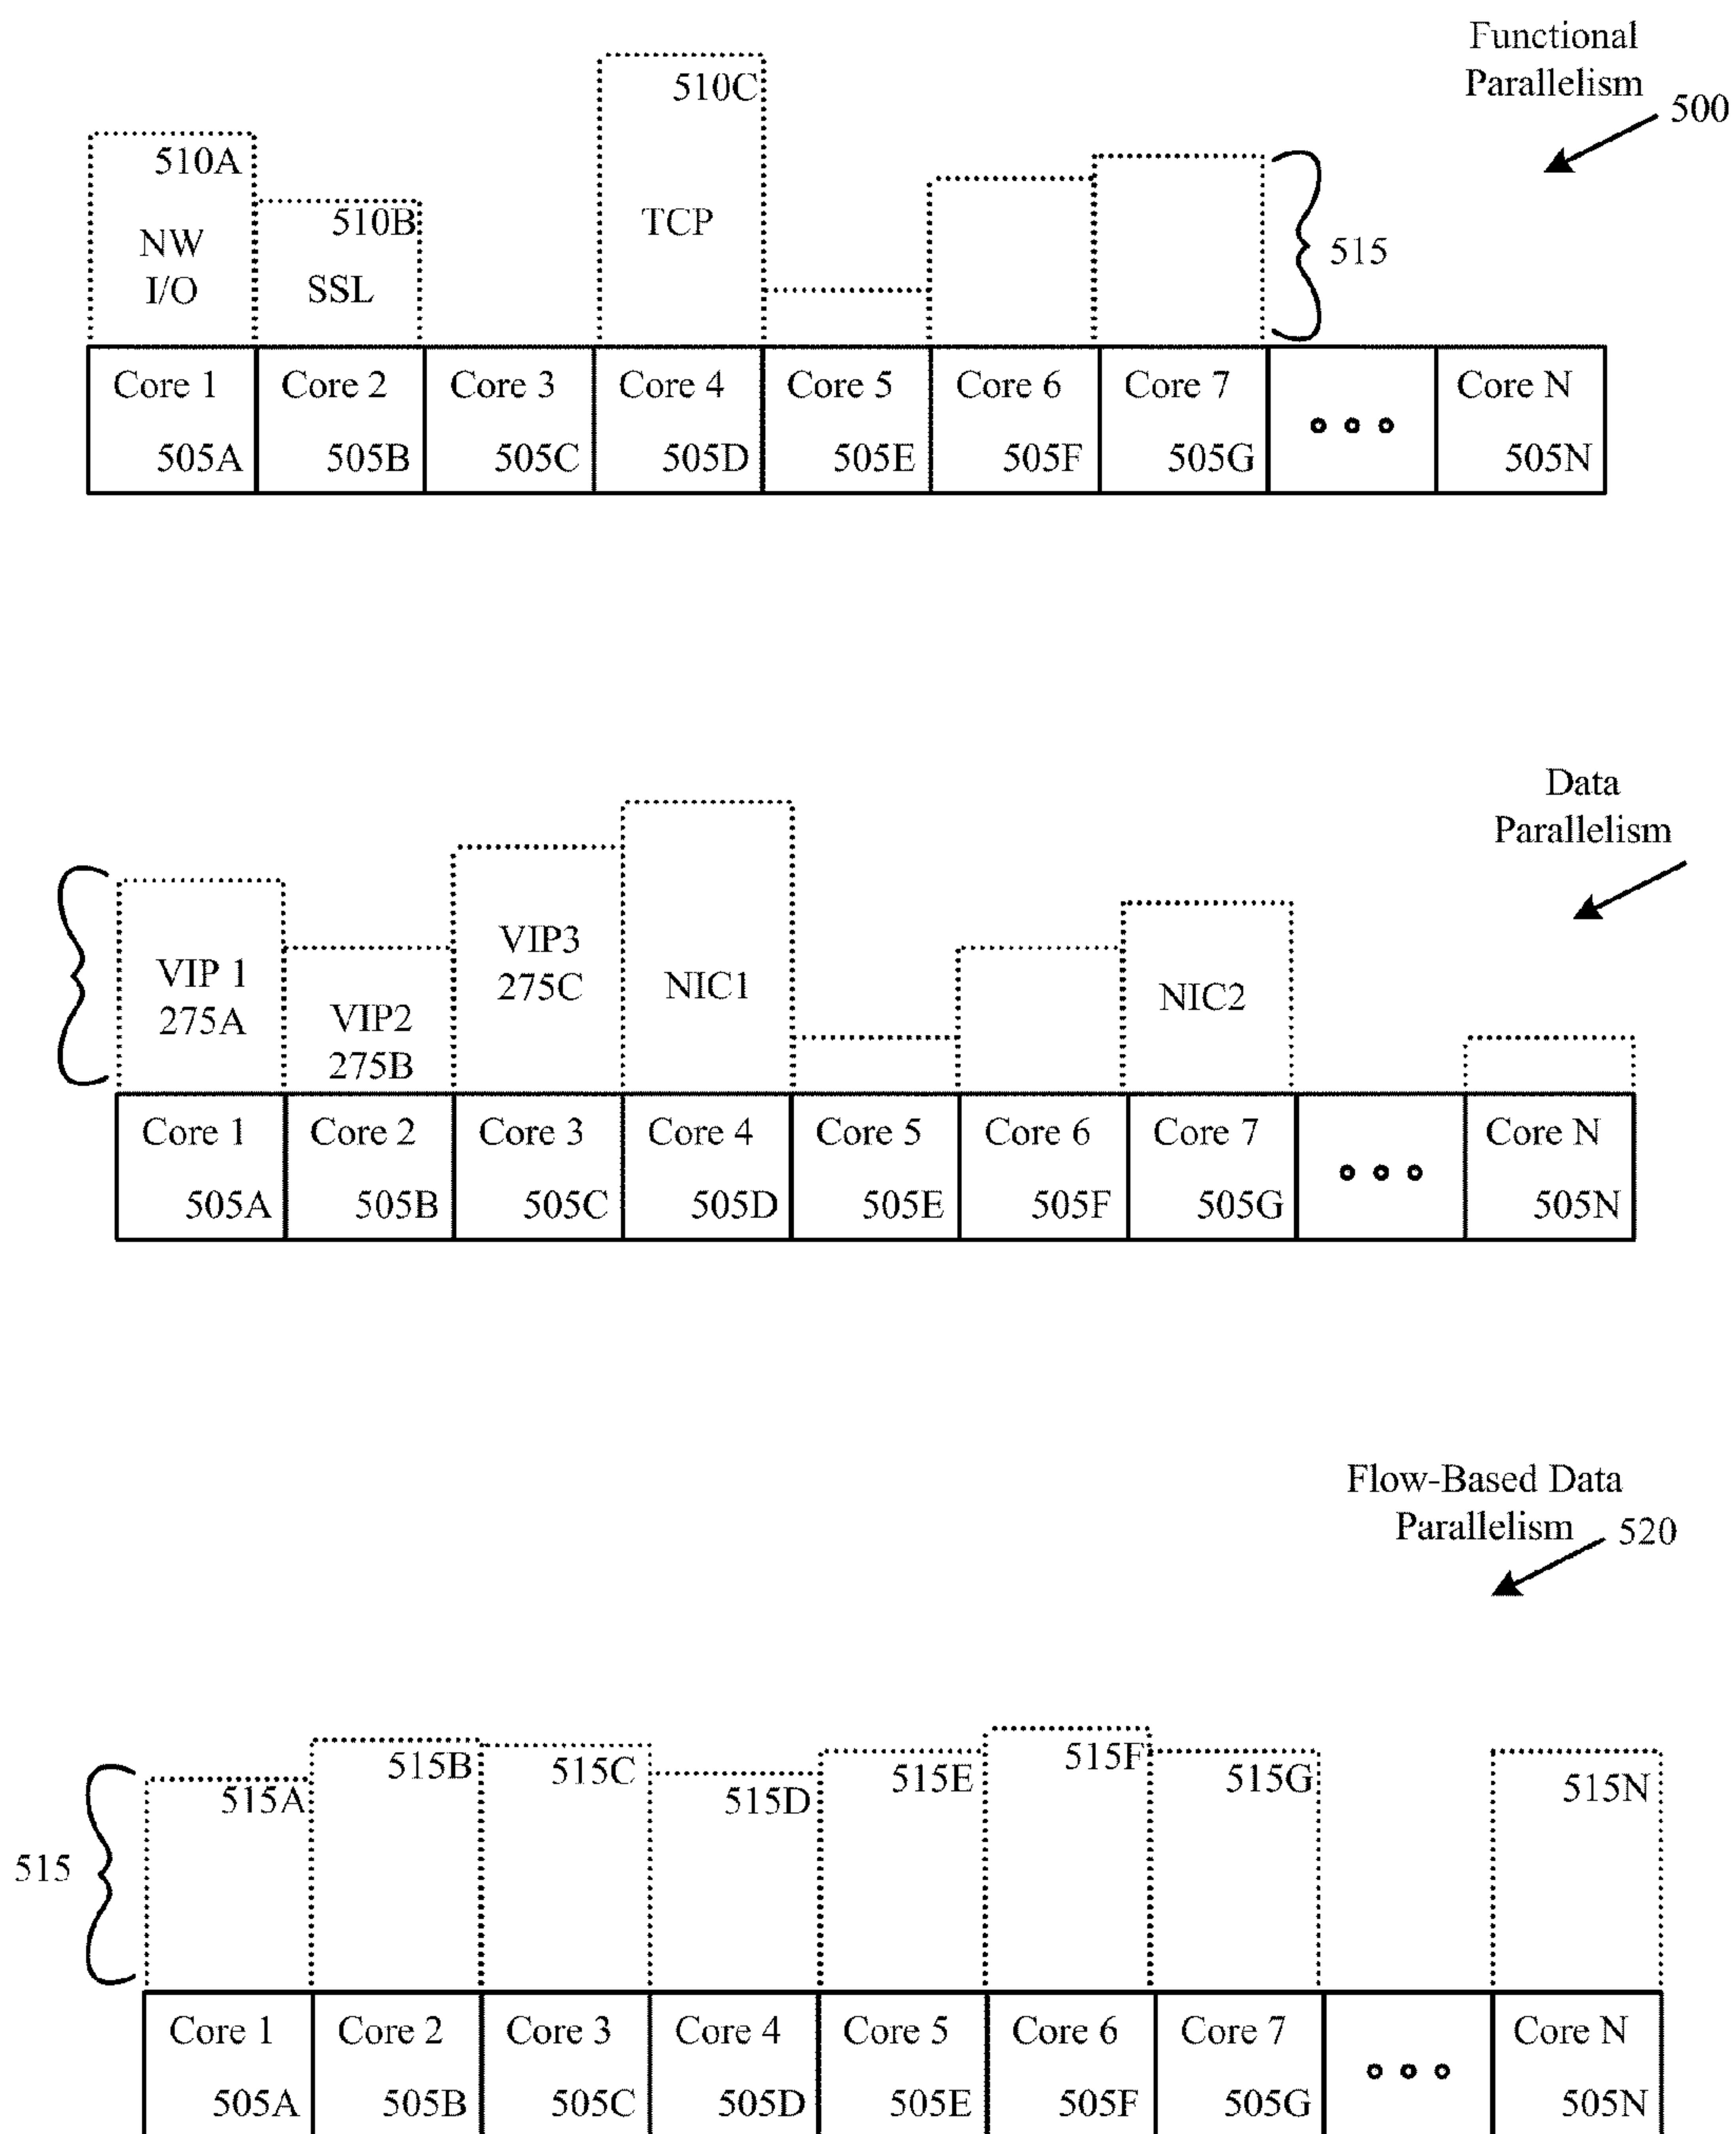 Functional
Parallelism
500
510A
NW
I/O
510B
SSL
510C
TCP
515
Core 1 Core 2 Core 3 Core 4 Core 5 Core 6 Core 7 Core N
505A 505B 505C 505D 505E 505F 505G 505N
Data
Parallelism
VIP 1
275A
VIP2
275B
VIP3
275C
NIC1
NIC2
Core 1 Core 2 Core 3 Core 4 Core 5 Core 6 Core 7 Core N
505A 505B 505C 505D 505E 505F 505G 505N
Flow-Based Data
Parallelism
520
515A 515B 515C 515D 515E 515F 515G 515N
515
Core 1 Core 2 Core 3 Core 4 Core 5 Core 6 Core 7 Core N
505A 505B 505C 505D 505E 505F 505G 505N